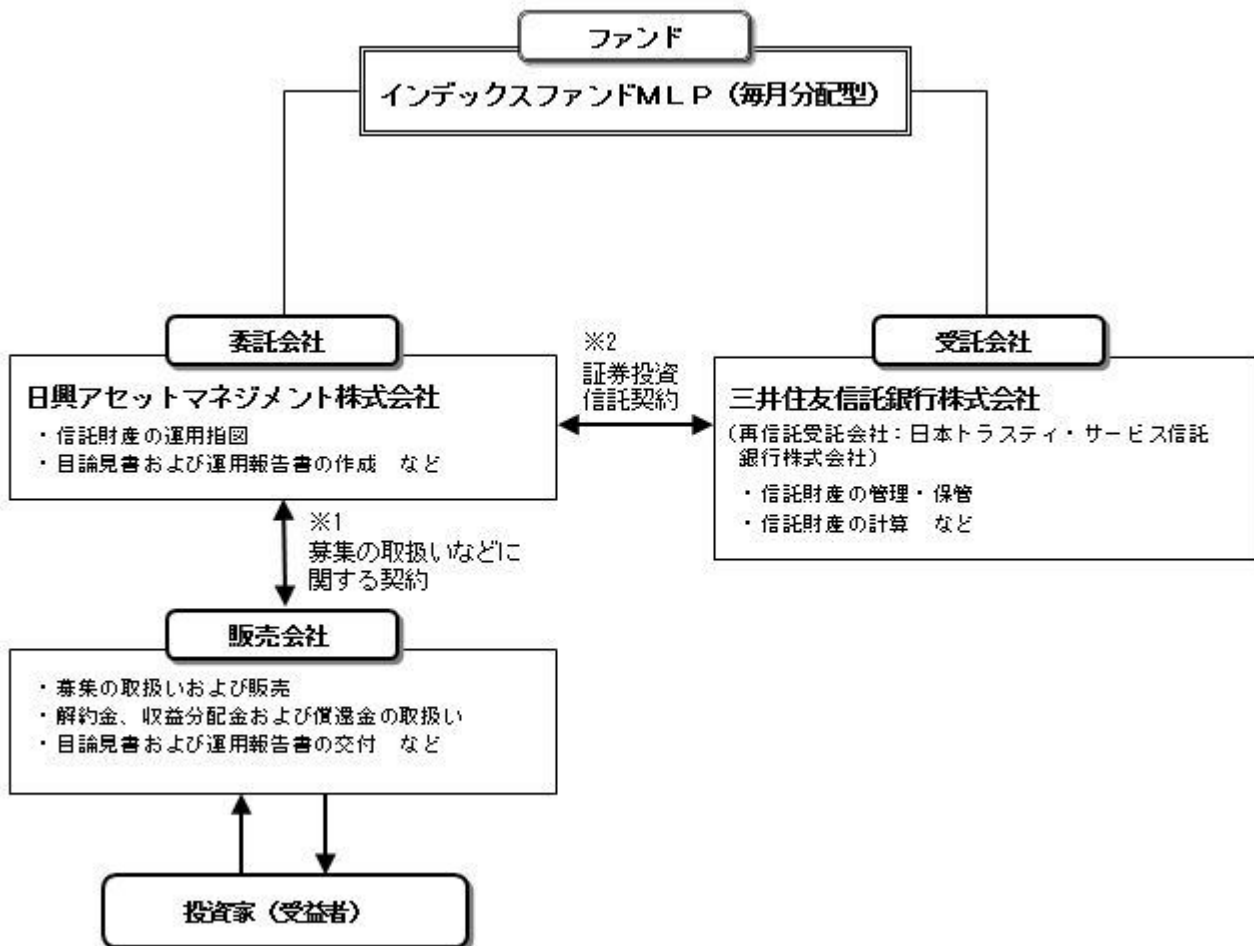 ファンド
インデックスファンドMLP（毎月分配型）
委託会社
日興アセットマネジメント株式会社
・信託財産の運用指図
・目論見書および運用報告書の作成　など
※2
証券投資
信託契約
受託会社
三井住友信託銀行株式会社
（再信託受託会社：日本トラスティ・サービス信託
銀行株式会社）
・信託財産の管理・保管
・信託財産の計算　など
※1
募集の取扱いなどに
関する契約
販売会社
・募集の取扱いおよび販売
・解約金、収益分配金および償還金の取扱い
・目論見書および運用報告書の交付　など
投資家（受益者）